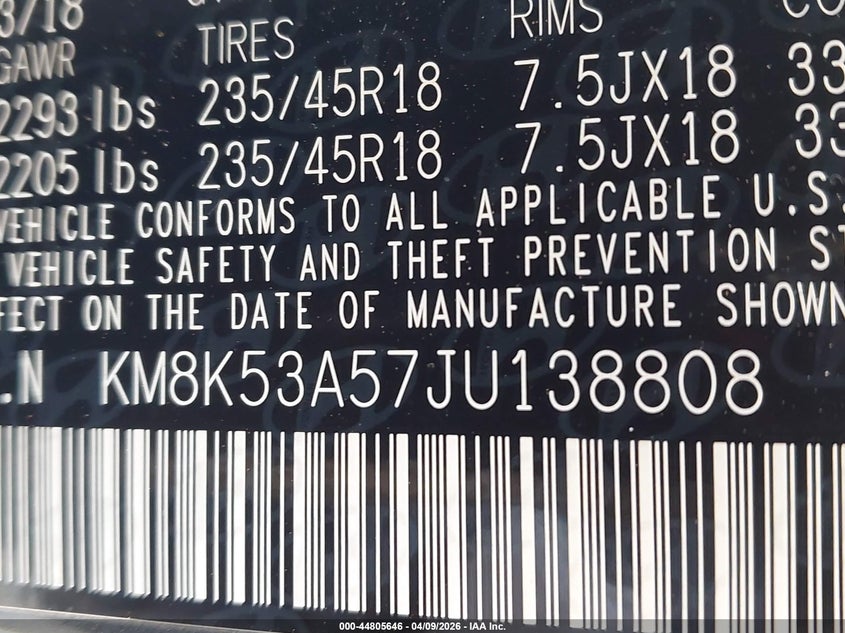 3/18
RIMS
TIRES
GAWR
2293 lbs 235/45R18 7.5JX18 33
2205 lbs 235/45R18 7.5JX18 33
VEHICLE CONFORMS TO ALL APPLICABLE U.S.
VEHICLE SAFETY AND THEFT PREVENTION ST
FECT ON THE DATE OF MANUFACTURE SHOWN
.N KM8K53A57JU138808
000-44805646 - 04/09/2026 - IAA Inc.